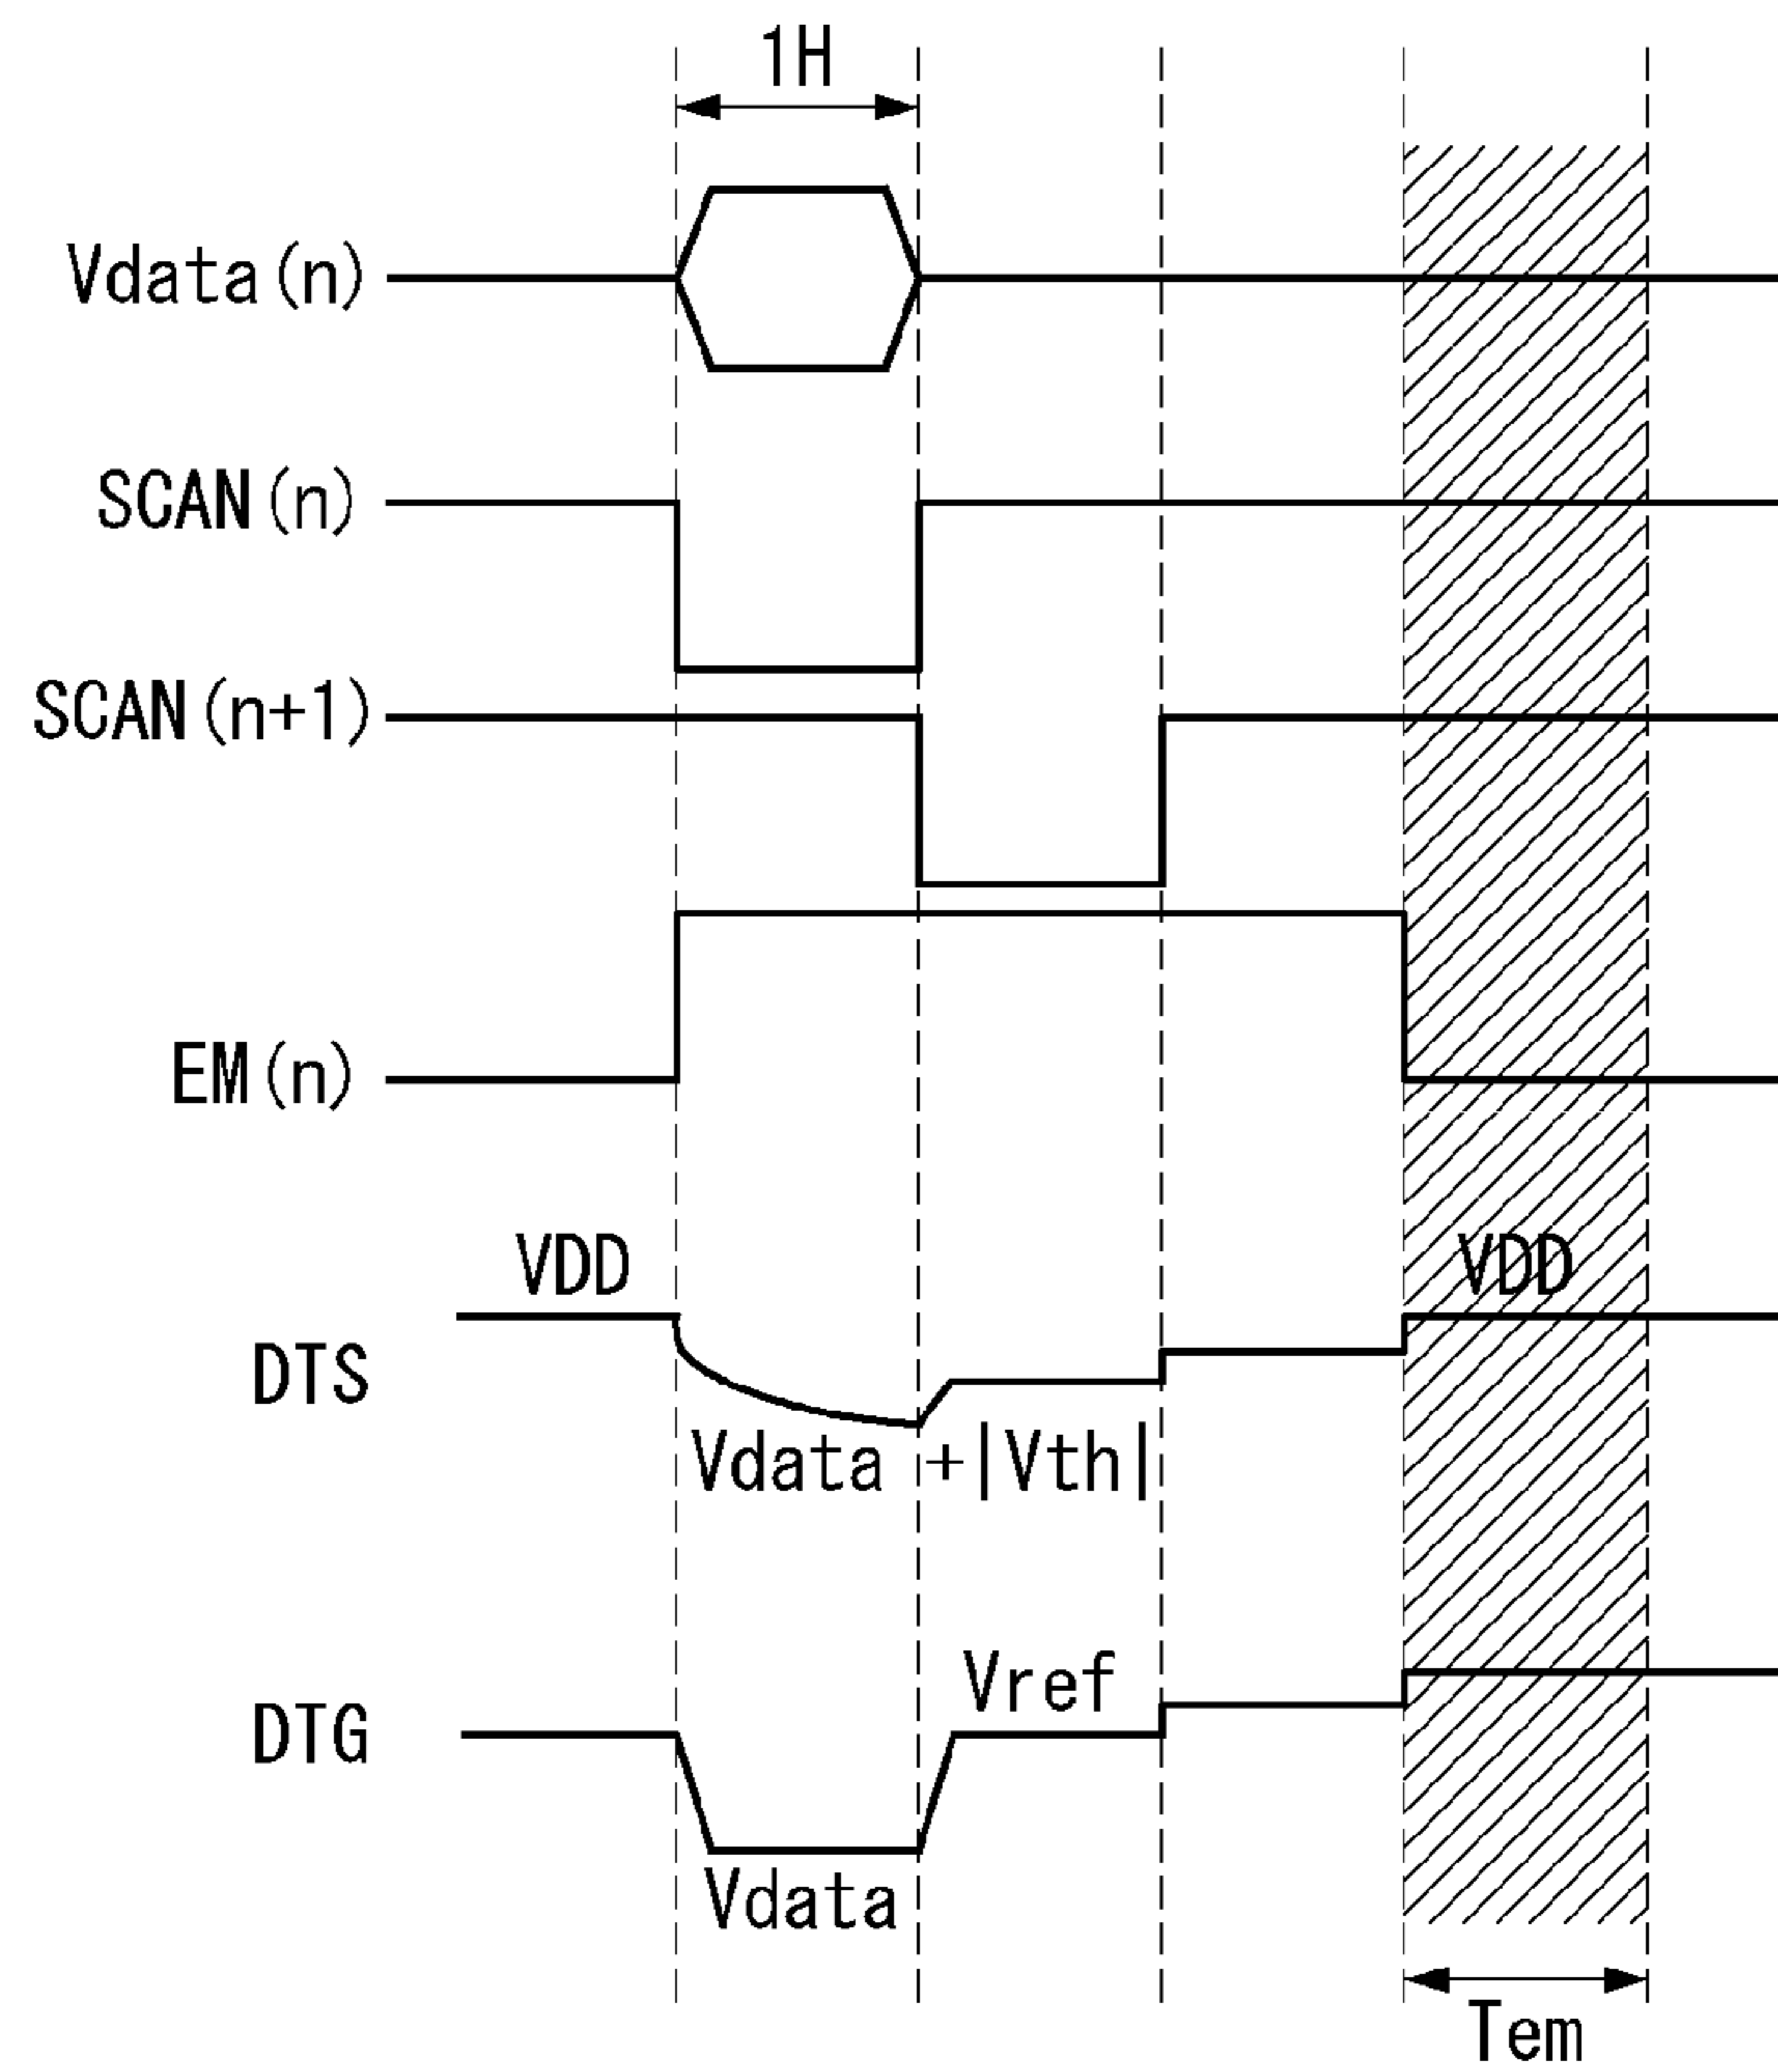 1H
Vdata(n)
SCAN(n)
SCAN(n+1)
EM(n)
VDD
VDD
DTS
Vdata +|Vth|
Vref
DTG
Vdata
Tem